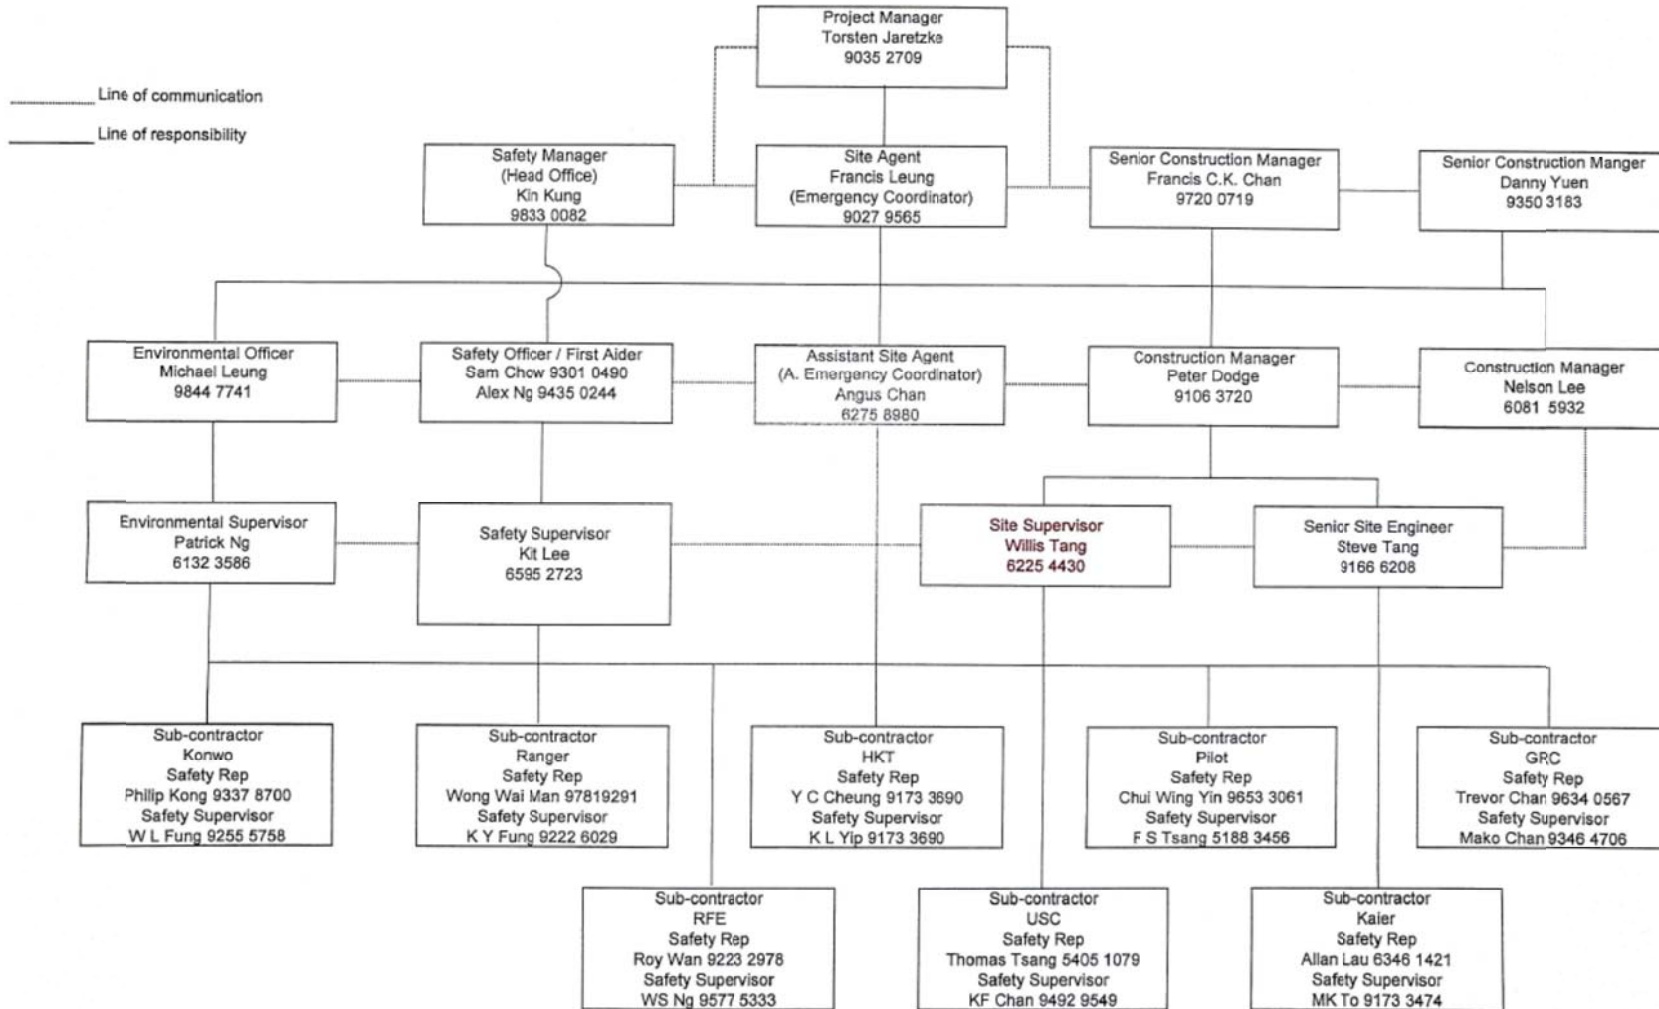 Project Manager
Torsten Jaretzke
9035 2709
Line of communication
Line of responsibility
Safety Manager
(Head Office)
Kin Kung
9833 0082
Site Agent
Francis Leung
(Emergency Coordinator)
9027 9565
Senior Construction Manager
Francis C.K. Chan
9720 0719
Senior Construction Manger
Danny Yuen
9350 3183
Environmental Officer
Michael Leung
9844 7741
Safety Officer / First Aider
Sam Chow 9301 0490
Alex Ng 9435 0244
Assistant Site Agent
(A. Emergency Coordinator)
Angus Chan
6275 8980
Construction Manager
Peter Dodge
9106 3720
Construction Manager
Nelson Lee
6081 5932
Environmental Supervisor
Patrick Ng
6132 3586
Safety Supervisor
Kit Lee
6595 2723
Site Supervisor
Willis Tang
6225 4430
Senior Site Engineer
Steve Tang
9166 6208
Sub-contractor
Konwo
Safety Rep
Philip Kong 9337 8700
Safety Supervisor
W L Fung 9255 5758
Sub-contractor
Ranger
Safety Rep
Wong Wai Man 97819291
Safety Supervisor
K Y Fung 9222 6029
Sub-contractor
HKT
Safety Rep
Y C Cheung 9173 3690
Safety Supervisor
K L Yip 9173 3690
Sub-contractor
Pilot
Safety Rep
Chui Wing Yin 9653 3061
Safety Supervisor
F S Tsang 5188 3456
Sub-contractor
GRC
Safety Rep
Trevor Chan 9634 0567
Safety Supervisor
Mako Chan 9346 4706
Sub-contractor
RFE
Safety Rep
Roy Wan 9223 2978
Safety Supervisor
WS Ng 9577 5333
Sub-contractor
USC
Safety Rep
Thomas Tsang 5405 1079
Safety Supervisor
KF Chan 9492 9549
Sub-contractor
Kaier
Safety Rep
Allan Lau 6346 1421
Safety Supervisor
MK To 9173 3474